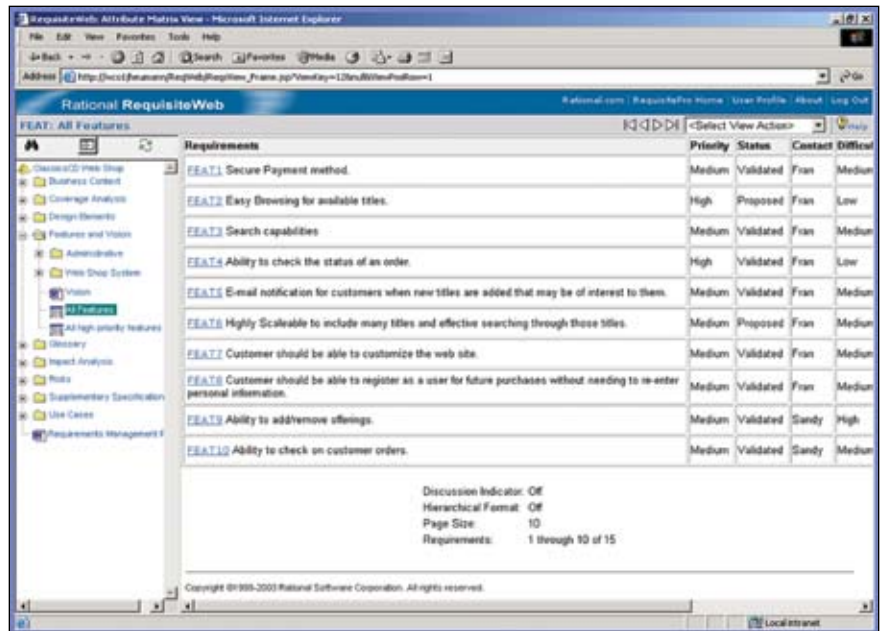 RequisiteWeb: Attribute Matrix View - Microsoft Internet Explorer
File Edit View Favorites Tools Help
Back Search Favorites Media
Address Go
Rational RequisiteWeb
Rational.com | RequisitePro Home | User Profile | About | Log Out
FEAT: All Features
<Select View Action> Help
Requirements Priority Status Contact Difficul
ClassicsCD Web Shop
Business Context
Coverage Analysis
Design Elements
Features and Vision
Administrative
Web Shop System
Vision
All Features
All high priority features
Glossary
Impact Analysis
Risks
Supplementary Specification
Use Cases
Requirements Management P
FEAT1 Secure Payment method. Medium Validated Fran Medium
FEAT2 Easy Browsing for available titles. High Proposed Fran Low
FEAT3 Search capabilities Medium Validated Fran Medium
FEAT4 Ability to check the status of an order. High Validated Fran Low
FEAT5 E-mail notification for customers when new titles are added that may be of interest to them. Medium Validated Fran Medium
FEAT6 Highly Scaleable to include many titles and effective searching through those titles. Medium Proposed Fran Medium
FEAT7 Customer should be able to customize the web site. Medium Validated Fran Medium
FEAT8 Customer should be able to register as a user for future purchases without needing to re-enter
personal information. Medium Validated Fran Medium
FEAT9 Ability to add/remove offerings. Medium Validated Sandy High
FEAT10 Ability to check on customer orders. Medium Validated Sandy Medium
Discussion Indicator: Off
Hierarchical Format: Off
Page Size: 10
Requirements: 1 through 10 of 15
Copyright ©1998-2003 Rational Software Corporation. All rights reserved.
Local intranet